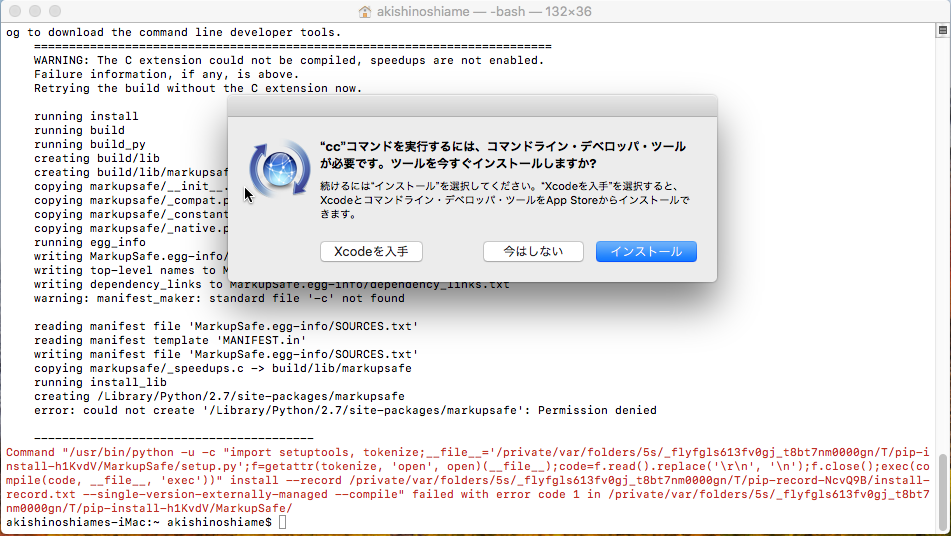 akishinoshiame — -bash — 132×36
og to download the command line developer tools.
==========================================================================
WARNING: The C extension could not be compiled, speedups are not enabled.
Failure information, if any, is above.
Retrying the build without the C extension now.
running install
running build
running build_py
creating build/lib
creating build/lib/markupsaf
copying markupsafe/__init__.
copying markupsafe/_compat.p
copying markupsafe/_constant
copying markupsafe/_native.p
running egg_info
writing MarkupSafe.egg-info/
writing top-level names to M
writing dependency_links to MarkupSafe.egg-info/dependency_links.txt
warning: manifest_maker: standard file '-c' not found
“cc”コマンドを実行するには、コマンドライン・デベロッパ・ツール
が必要です。ツールを今すぐインストールしますか?
続けるには“インストール”を選択してください。“Xcodeを入手”を選択すると、
Xcodeとコマンドライン・デベロッパ・ツールをApp Storeからインストールで
きます。
Xcodeを入手 今はしない インストール
reading manifest file 'MarkupSafe.egg-info/SOURCES.txt'
reading manifest template 'MANIFEST.in'
writing manifest file 'MarkupSafe.egg-info/SOURCES.txt'
copying markupsafe/_speedups.c -> build/lib/markupsafe
running install_lib
creating /Library/Python/2.7/site-packages/markupsafe
error: could not create '/Library/Python/2.7/site-packages/markupsafe': Permission denied
----------------------------------------
Command "/usr/bin/python -u -c "import setuptools, tokenize;__file__='/private/var/folders/5s/_flyfgls613fv0gj_t8bt7nm0000gn/T/pip-i
nstall-h1KvdV/MarkupSafe/setup.py';f=getattr(tokenize, 'open', open)(__file__);code=f.read().replace('\r\n', '\n');f.close();exec(co
mpile(code, __file__, 'exec'))" install --record /private/var/folders/5s/_flyfgls613fv0gj_t8bt7nm0000gn/T/pip-record-NcvQ9B/install-
record.txt --single-version-externally-managed --compile" failed with error code 1 in /private/var/folders/5s/_flyfgls613fv0gj_t8bt7
nm0000gn/T/pip-install-h1KvdV/MarkupSafe/
akishinoshiames-iMac:~ akishinoshiame$